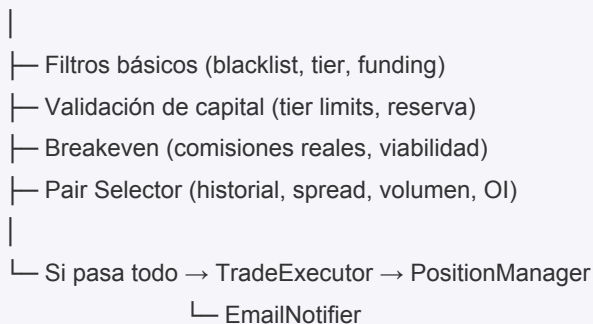 │
├─ Filtros básicos (blacklist, tier, funding)
├─ Validación de capital (tier limits, reserva)
├─ Breakeven (comisiones reales, viabilidad)
├─ Pair Selector (historial, spread, volumen, OI)
│
└─ Si pasa todo → TradeExecutor → PositionManager
└─ EmailNotifier